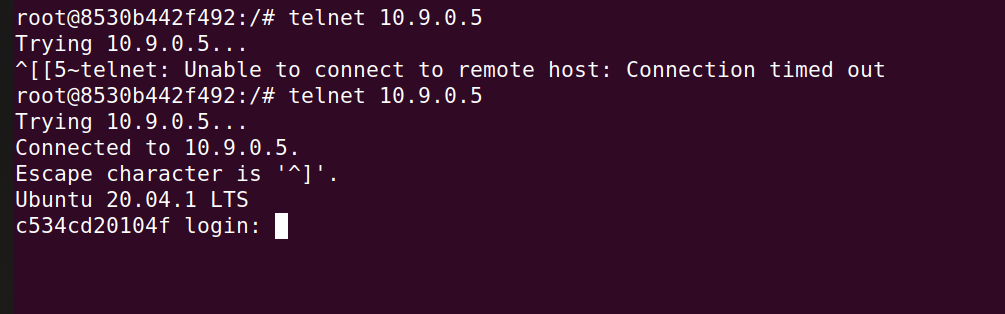 root@8530b442f492:/# telnet 10.9.0.5
Trying 10.9.0.5...
^[[5~telnet: Unable to connect to remote host: Connection timed out
root@8530b442f492:/# telnet 10.9.0.5
Trying 10.9.0.5...
Connected to 10.9.0.5.
Escape character is '^]'.
Ubuntu 20.04.1 LTS
c534cd20104f login: